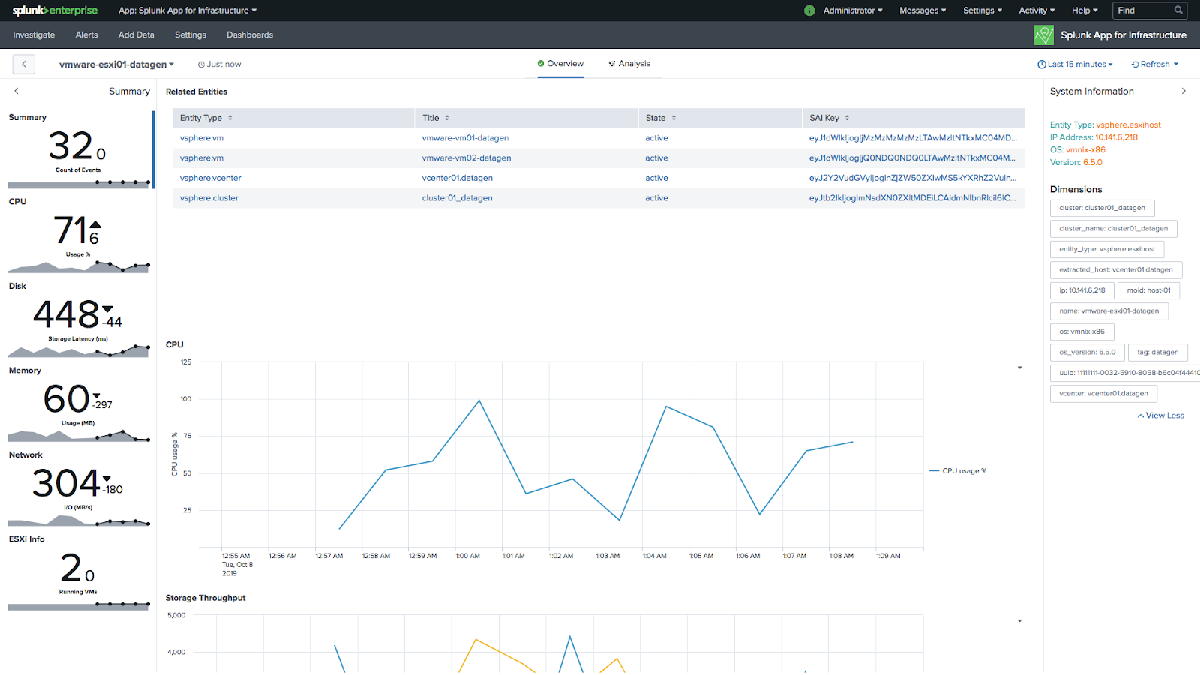 splunk>enterprise App: Splunk App for Infrastructure Administrator Messages Settings Activity Help Find
Investigate Alerts Add Data Settings Dashboards Splunk App for Infrastructure
vmware-esxi01-datagen Just now Overview Analysis Last 15 minutes Refresh
Summary
Summary
32 0
Count of Events
CPU
71 6
Usage %
Disk
448 -44
Storage Latency (ms)
Memory
60 -297
Usage (MB)
Network
304 -180
I/O (MB/s)
ESXi Info
2 0
Running VMs
Related Entities
Entity Type Title State SAI Key
vsphere.vm vmware-vm01-datagen active
vsphere.vm vmware-vm02-datagen active
vsphere.vcenter vcenter01.datagen active
vsphere.cluster cluster01_datagen active
CPU
125
100
75
50
25
CPU usage %
CPU usage %
12:55 AM 12:56 AM 12:57 AM 12:58 AM 12:59 AM 1:00 AM 1:01 AM 1:02 AM 1:03 AM 1:04 AM 1:05 AM 1:06 AM 1:07 AM 1:08 AM 1:09 AM
Tue, Oct 8
2019
Storage Throughput
5,000
4,000
System Information
Entity Type: vsphere.esxihost
IP Address: 10.141.6.218
OS: vmnix-x86
Version: 6.5.0
Dimensions
cluster: cluster01_datagen
cluster_name: cluster01_datagen
entity_type: vsphere.esxihost
extracted_host: vcenter01.datagen
ip: 10.141.6.218 moid: host-01
name: vmware-esxi01-datagen
os: vmnix-x86
os_version: 6.5.0 tag: datagen
vcenter: vcenter01.datagen
View Less